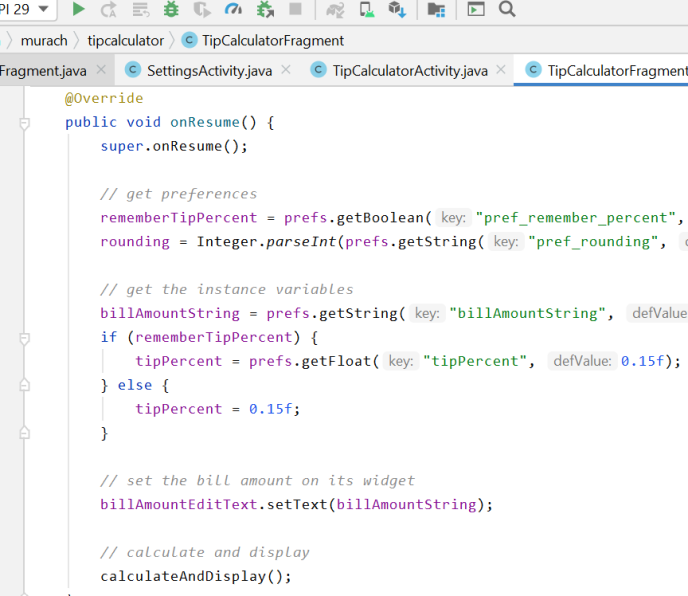 PI 29
murach tipcalculator C TipCalculatorFragment
Fragment.java C SettingsActivity.java C TipCalculatorActivity.java C TipCalculatorFragment
@Override
public void onResume() {
super.onResume();
// get preferences
rememberTipPercent = prefs.getBoolean( key: "pref_remember_percent",
rounding = Integer.parseInt(prefs.getString( key: "pref_rounding",
// get the instance variables
billAmountString = prefs.getString( key: "billAmountString", defValue
if (rememberTipPercent) {
tipPercent = prefs.getFloat( key: "tipPercent", defValue: 0.15f);
} else {
tipPercent = 0.15f;
}
// set the bill amount on its widget
billAmountEditText.setText(billAmountString);
// calculate and display
calculateAndDisplay();